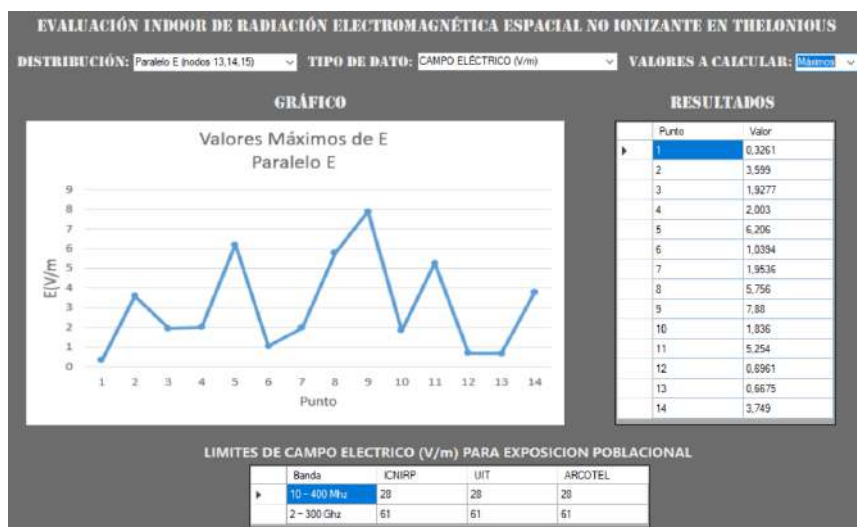 EVALUACIÓN INDOOR DE RADIACIÓN ELECTROMAGNÉTICA ESPACIAL NO IONIZANTE EN THELONIOUS
DISTRIBUCIÓN: Paralelo E (nodos 13,14,15) TIPO DE DATO: CAMPO ELÉCTRICO (V/m) VALORES A CALCULAR: Máximos
GRÁFICO
Valores Máximos de E
Paralelo E
9
8
7
6
5
4
3
2
1
0
E(V/m
1 2 3 4 5 6 7 8 9 10 11 12 13 14
Punto
RESULTADOS
Punto Valor
1 0,3261
2 3,599
3 1,9277
4 2,003
5 6,206
6 1,0394
7 1,9536
8 5,756
9 7,88
10 1,836
11 5,254
12 0,6961
13 0,6675
14 3,749
LIMITES DE CAMPO ELECTRICO (V/m) PARA EXPOSICION POBLACIONAL
Banda ICNIRP UIT ARCOTEL
10 - 400 Mhz 28 28 28
2 - 300 Ghz 61 61 61